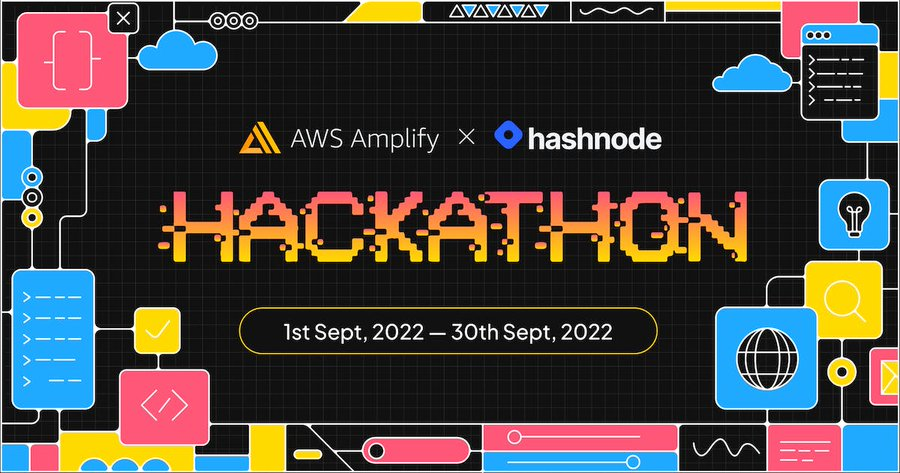 AWS Amplify × hashnode
HACKATHON
1st Sept, 2022 — 30th Sept, 2022